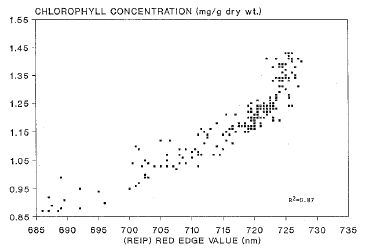 CHLOROPHYLL CONCENTRATION (mg/g dry wt.)
1.55
1.45
1.35
1.25
1.15
1.05
0.95
0.85
R²=0.87
685 690 695 700 705 710 715 720 725 730 735
(REIP) RED EDGE VALUE (nm)